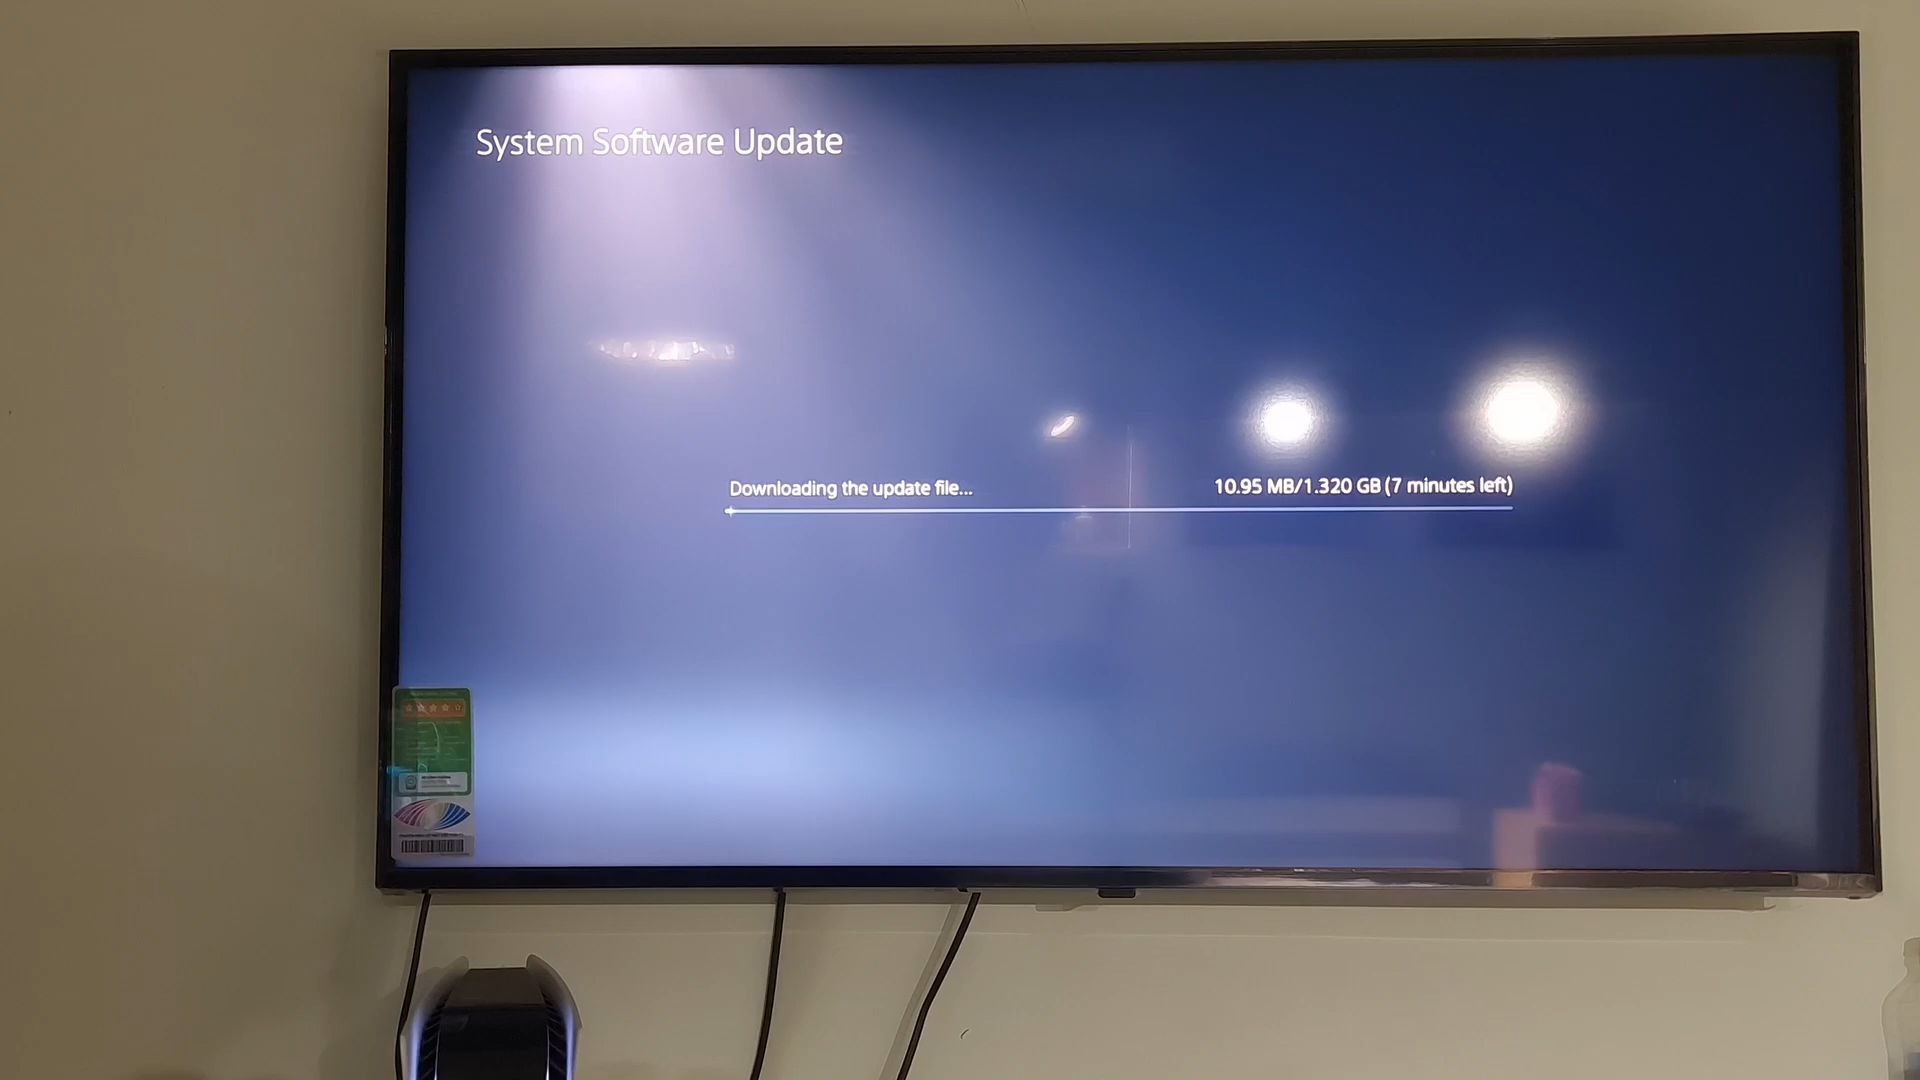 System Software Update
Downloading the update file...
10.95 MB/1.320 GB (7 minutes left)